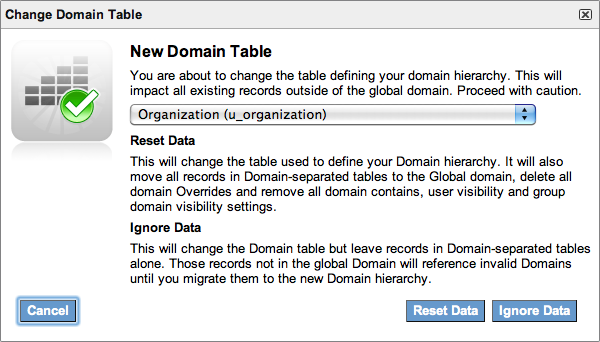 Change Domain Table
New Domain Table
You are about to change the table defining your domain hierarchy. This will
impact all existing records outside of the global domain. Proceed with caution.
Organization (u_organization)
Reset Data
This will change the table used to define your Domain hierarchy. It will also
move all records in Domain-separated tables to the Global domain, delete all
domain Overrides and remove all domain contains, user visibility and group
domain visibility settings.
Ignore Data
This will change the Domain table but leave records in Domain-separated tables
alone. Those records not in the global Domain will reference invalid Domains
until you migrate them to the new Domain hierarchy.
Cancel Reset Data Ignore Data